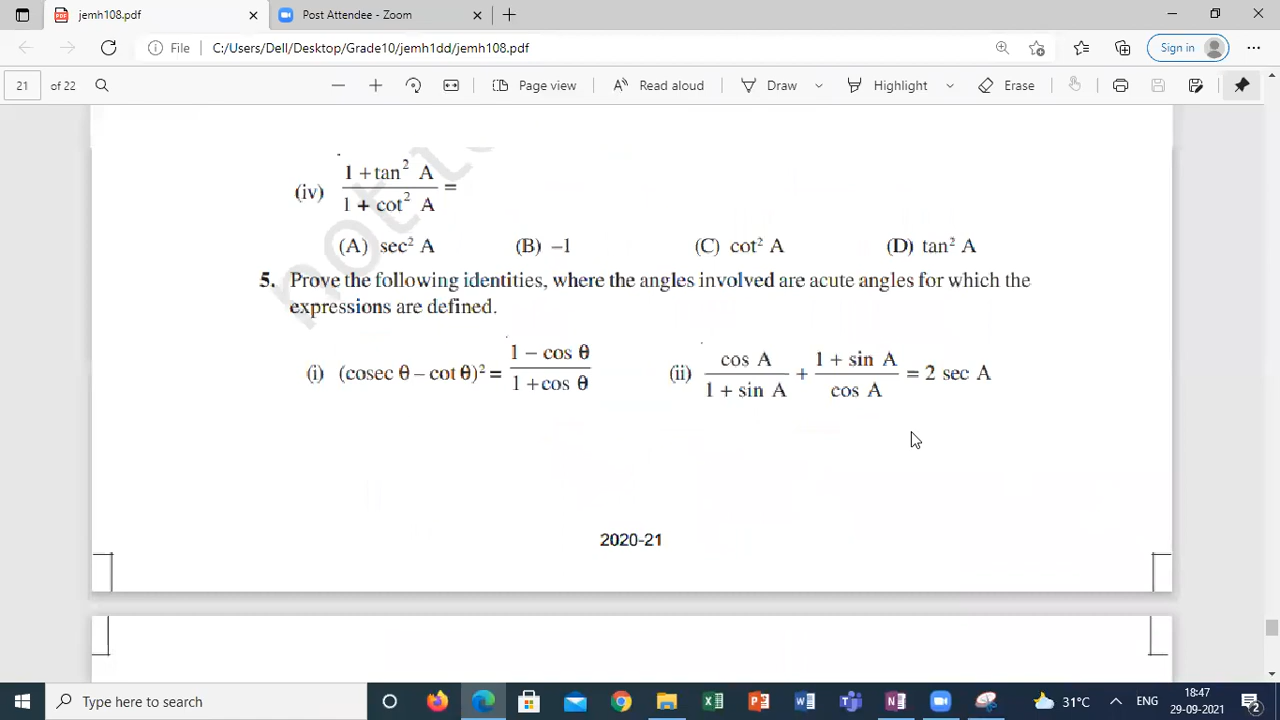 jemh108.pdf
Post Attendee - Zoom
File C:/Users/Dell/Desktop/Grade10/jemh1dd/jemh108.pdf
Sign in
21 of 22
Page view
Read aloud
Draw
Highlight
Erase
(iv) (1 + tan² A)/(1 + cot² A) =
(A) sec² A (B) –1 (C) cot² A (D) tan² A
5. Prove the following identities, where the angles involved are acute angles for which the
expressions are defined.
(i) (cosec θ – cot θ)² = (1 – cos θ)/(1 + cos θ) (ii) cos A/(1 + sin A) + (1 + sin A)/cos A = 2 sec A
2020-21
Type here to search
31°C
ENG
18:47
29-09-2021
2